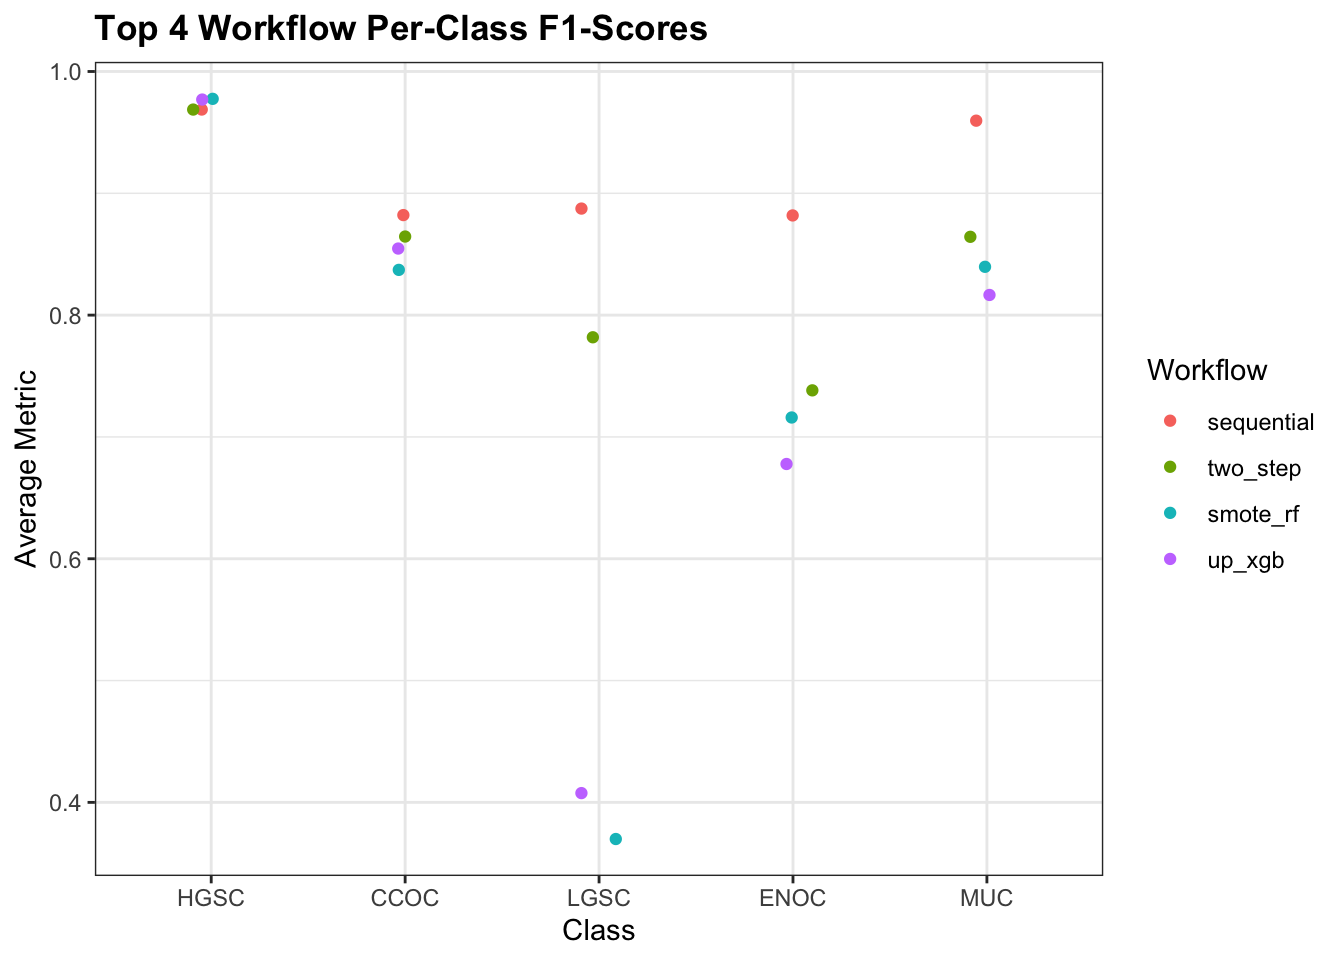 Top 4 Workflow Per-Class F1-Scores
1.0
0.8
0.6
0.4
Average Metric
HGSC CCOC LGSC ENOC MUC
Class
Workflow
sequential
two_step
smote_rf
up_xgb